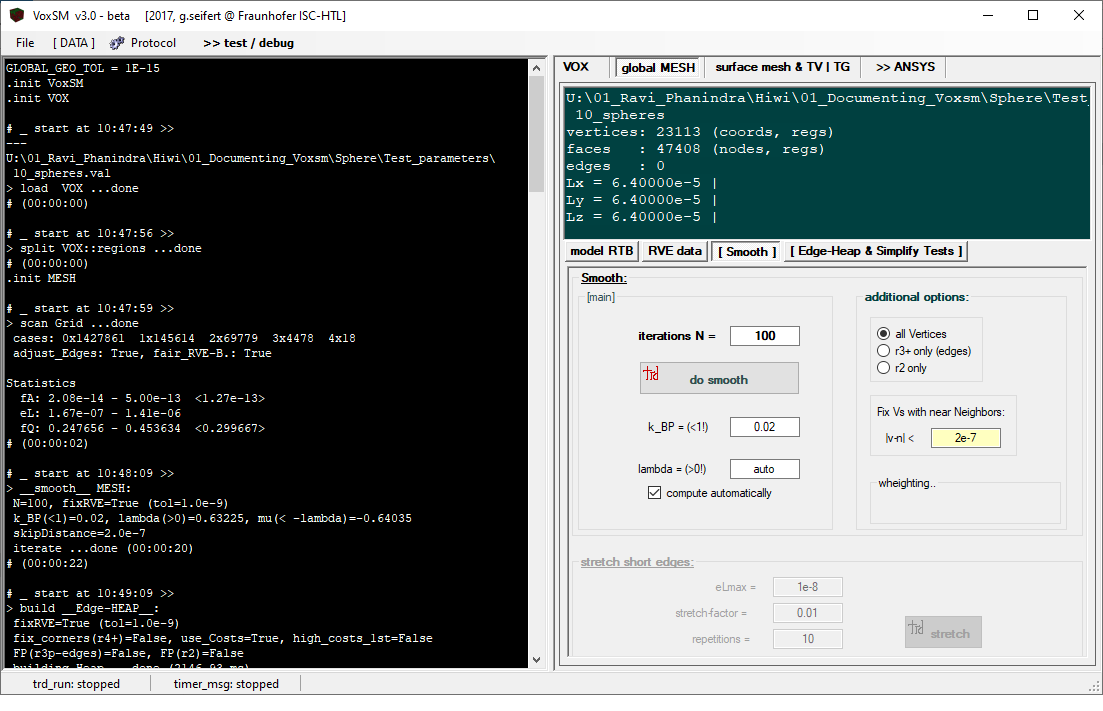 VoxSM v3.0 - beta [2017, g.seifert @ Fraunhofer ISC-HTL]
File [ DATA ] Protocol >> test / debug
GLOBAL_GEO_TOL = 1E-15
.init VoxSM
.init VOX
# _ start at 10:47:49 >>
---
U:\01_Ravi_Phanindra\Hiwi\01_Documenting_Voxsm\Sphere\Test_parameters\
10_spheres.val
> load VOX ...done
# (00:00:00)
# _ start at 10:47:56 >>
> split VOX::regions ...done
# (00:00:00)
.init MESH
# _ start at 10:47:59 >>
> scan Grid ...done
cases: 0x1427861 1x145614 2x69779 3x4478 4x18
adjust_Edges: True, fair_RVE-B.: True
Statistics
fA: 2.08e-14 - 5.00e-13 <1.27e-13>
eL: 1.67e-07 - 1.41e-06
fQ: 0.247656 - 0.453634 <0.299667>
# (00:00:02)
# _ start at 10:48:09 >>
> __smooth__ MESH:
N=100, fixRVE=True (tol=1.0e-9)
k_BP(<1)=0.02, lambda(>0)=0.63225, mu(< -lambda)=-0.64035
skipDistance=2.0e-7
iterate ...done (00:00:20)
# (00:00:22)
# _ start at 10:49:09 >>
> build __Edge-HEAP__:
fixRVE=True (tol=1.0e-9)
fix_corners(r4+)=False, use_Costs=True, high_costs_1st=False
FP(r3p-edges)=False, FP(r2)=False
building Heap ...done (2146.93 ms)
VOX global MESH surface mesh & TV | TG >> ANSYS
U:\01_Ravi_Phanindra\Hiwi\01_Documenting_Voxsm\Sphere\Test_
10_spheres
vertices: 23113 (coords, regs)
faces : 47408 (nodes, regs)
edges : 0
Lx = 6.40000e-5 |
Ly = 6.40000e-5 |
Lz = 6.40000e-5 |
model RTB RVE data [ Smooth ] [ Edge-Heap & Simplify Tests ]
Smooth:
[main]
iterations N = 100
do smooth
k_BP = (<1!) 0.02
lambda = (>0!) auto
compute automatically
additional options:
all Vertices
r3+ only (edges)
r2 only
Fix Vs with near Neighbors:
|v-n| < 2e-7
wheighting..
stretch short edges:
eLmax = 1e-8
stretch-factor = 0.01
repetitions = 10
stretch
trd_run: stopped timer_msg: stopped